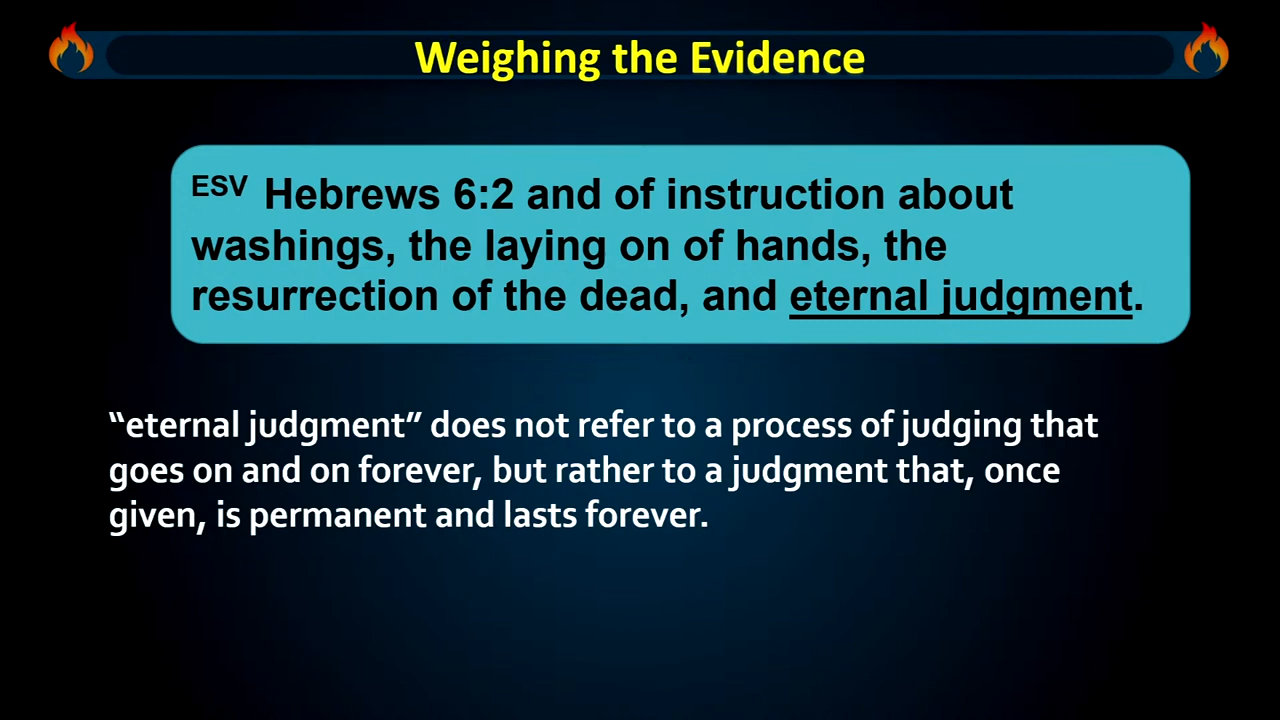 Weighing the Evidence
ESV Hebrews 6:2 and of instruction about
washings, the laying on of hands, the
resurrection of the dead, and eternal judgment.
“eternal judgment” does not refer to a process of judging that
goes on and on forever, but rather to a judgment that, once
given, is permanent and lasts forever.